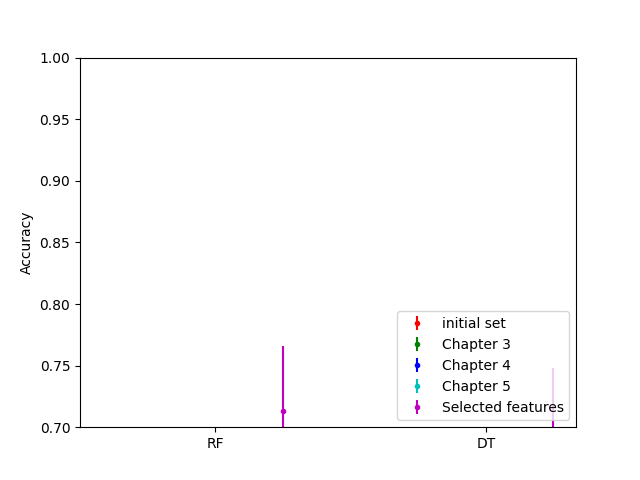 1.00
0.95
0.90
0.85
0.80
0.75
0.70
Accuracy
initial set
Chapter 3
Chapter 4
Chapter 5
Selected features
RF
DT